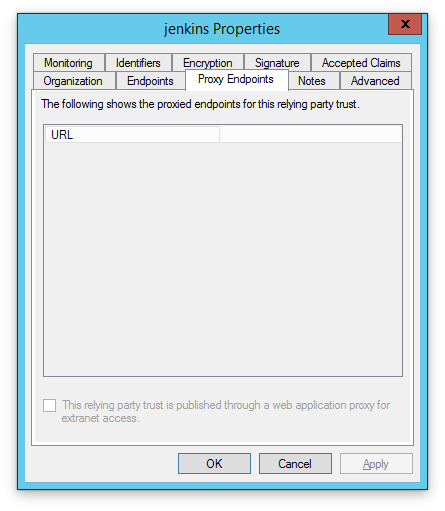 jenkins Properties
x
Monitoring Identifiers Encryption Signature Accepted Claims
Organization Endpoints Proxy Endpoints Notes Advanced
The following shows the proxied endpoints for this relying party trust.
URL
This relying party trust is published through a web application proxy for
extranet access.
OK Cancel Apply